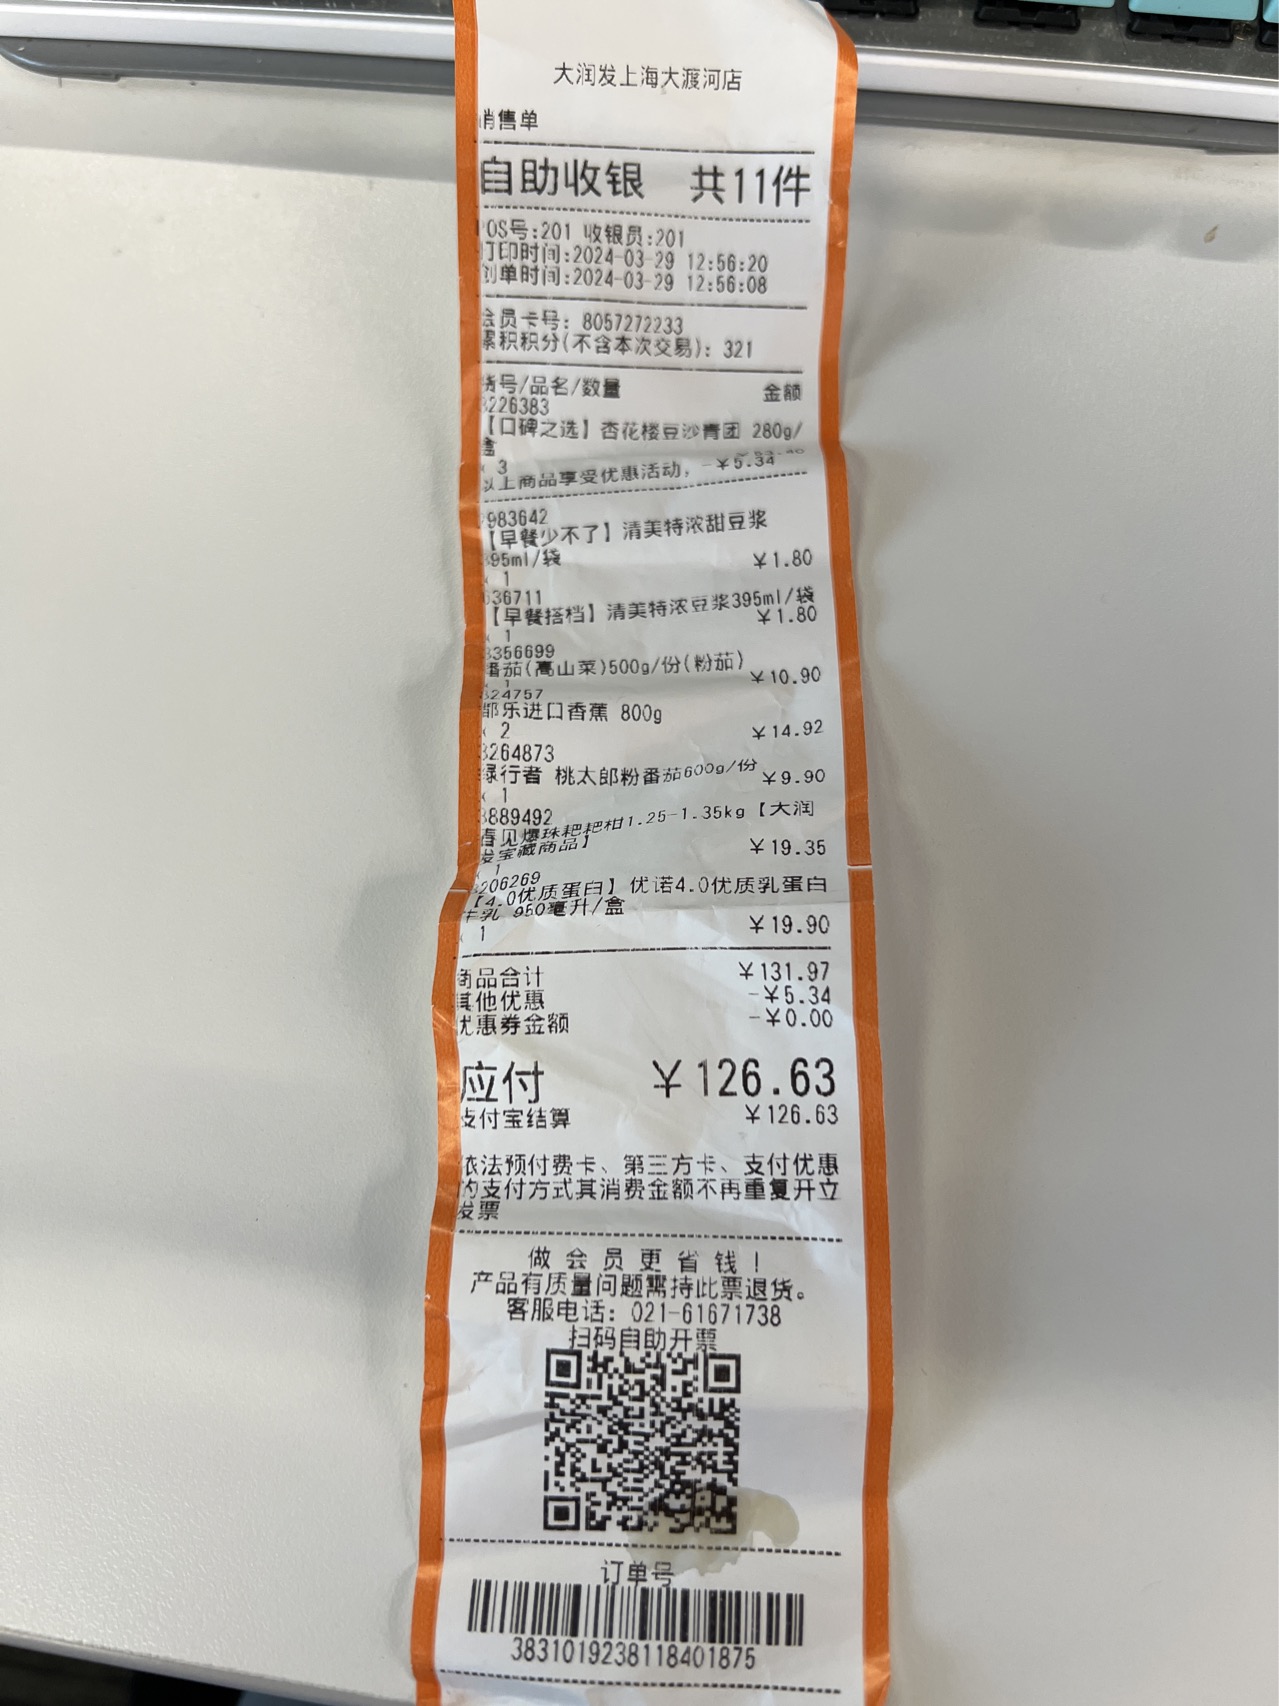 大润发上海大渡河店
销售单
自助收银 共11件
POS号:201 收银员:201
打印时间:2024-03-29 12:56:20
创单时间:2024-03-29 12:56:08
会员卡号: 8057272233
累积积分(不含本次交易): 321
货号/品名/数量 金额
3226383
【口碑之选】杏花楼豆沙青团 280g/
盒
x 3 ¥53.40
以上商品享受优惠活动, -¥5.34
983642
【早餐少不了】清美特浓甜豆浆
395ml/袋 ¥1.80
x 1
636711
【早餐搭档】清美特浓豆浆395ml/袋
x 1 ¥1.80
3356699
番茄(高山菜)500g/份(粉茄)
x 1 ¥10.90
824757
都乐进口香蕉 800g
x 2 ¥14.92
3264873
绿行者 桃太郎粉番茄600g/份
x 1 ¥9.90
889492
春见爆珠耙耙柑1.25-1.35kg【大润
发宝藏商品】 ¥19.35
x 1
206269
【4.0优质蛋白】优诺4.0优质乳蛋白
牛乳 950毫升/盒
x 1 ¥19.90
商品合计 ¥131.97
其他优惠 -¥5.34
优惠券金额 -¥0.00
应付 ¥126.63
支付宝结算 ¥126.63
依法预付费卡、第三方卡、支付优惠
的支付方式其消费金额不再重复开立
发票
做会员更省钱!
产品有质量问题需持此票退货。
客服电话: 021-61671738
扫码自助开票
订单号
38310192381184018​75